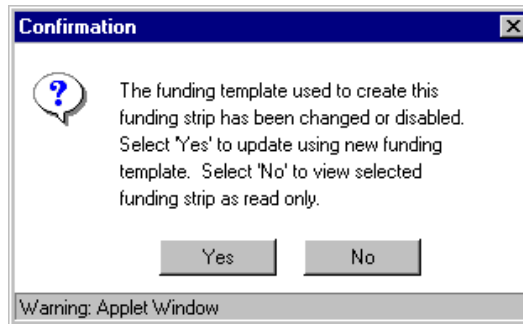 Confirmation
The funding template used to create this
funding strip has been changed or disabled.
Select 'Yes' to update using new funding
template.  Select 'No' to view selected
funding strip as read only.
Yes
No
Warning: Applet Window